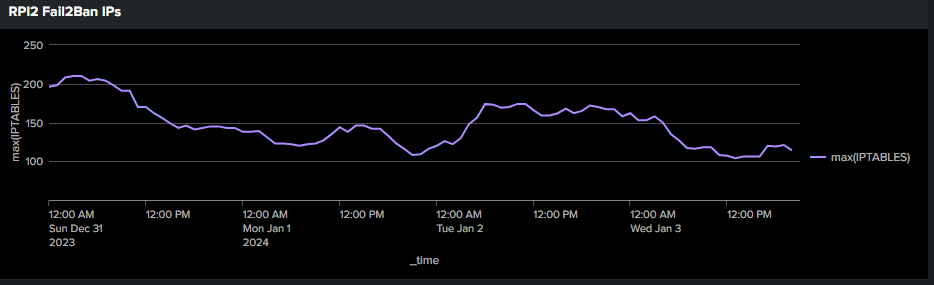 RPI2 Fail2Ban IPs
250
200
150
100
max(IPTABLES)
12:00 AM
Sun Dec 31
2023
12:00 PM
12:00 AM
Mon Jan 1
2024
12:00 PM
12:00 AM
Tue Jan 2
12:00 PM
12:00 AM
Wed Jan 3
12:00 PM
_time
max(IPTABLES)